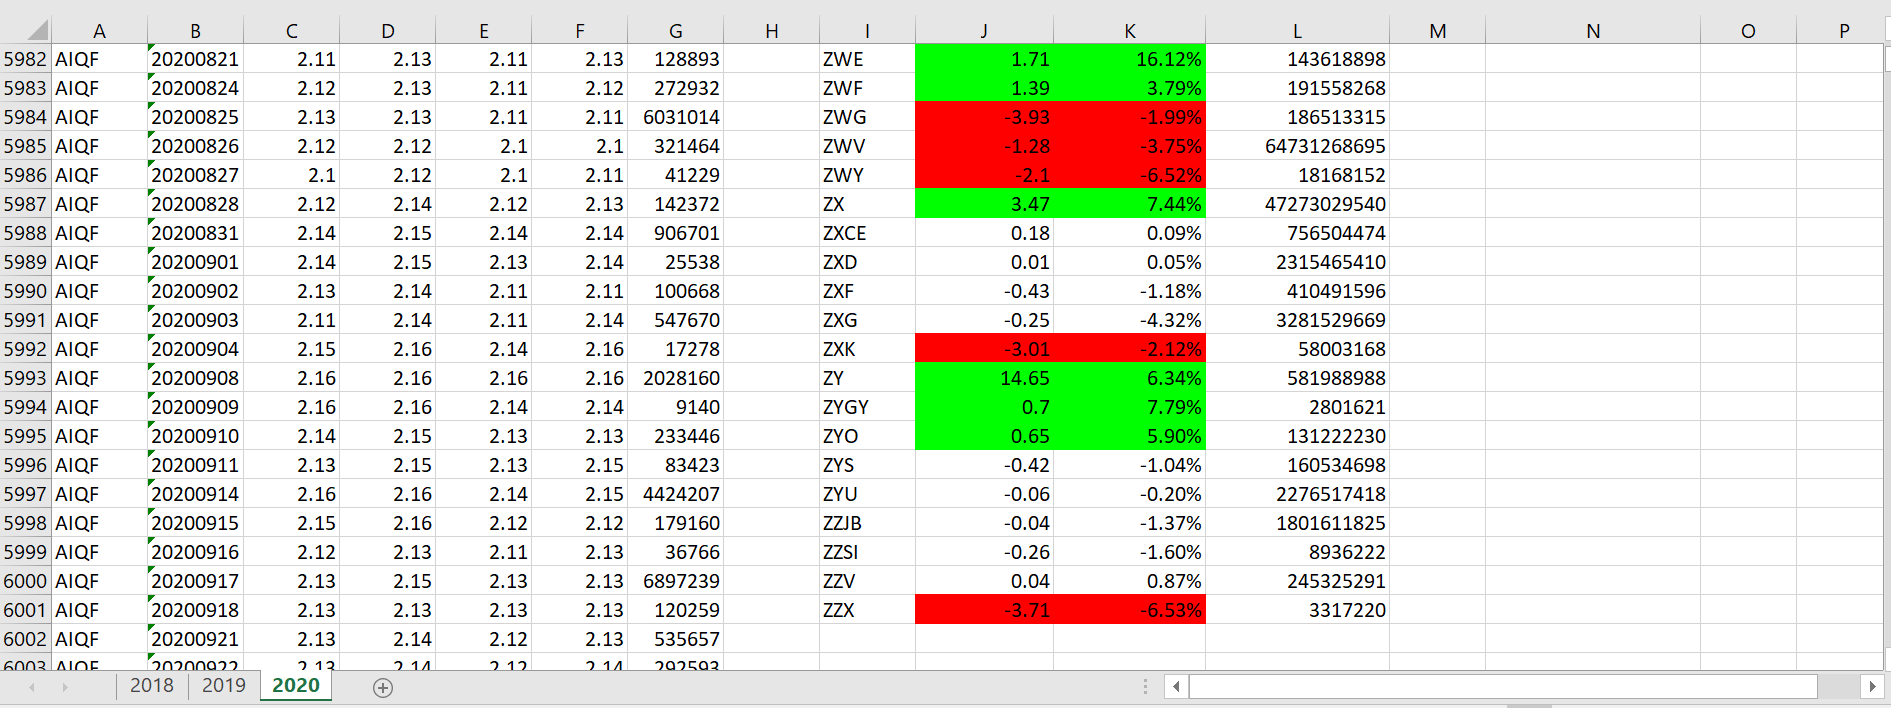 A B C D E F G H I J K L M N O P
5982 AIQF 20200821 2.11 2.13 2.11 2.13 128893 ZWE 1.71 16.12% 143618898
5983 AIQF 20200824 2.12 2.13 2.11 2.12 272932 ZWF 1.39 3.79% 191558268
5984 AIQF 20200825 2.13 2.13 2.11 2.11 6031014 ZWG -3.93 -1.99% 186513315
5985 AIQF 20200826 2.12 2.12 2.1 2.1 321464 ZWV -1.28 -3.75% 64731268695
5986 AIQF 20200827 2.1 2.12 2.1 2.11 41229 ZWY -2.1 -6.52% 18168152
5987 AIQF 20200828 2.12 2.14 2.12 2.13 142372 ZX 3.47 7.44% 47273029540
5988 AIQF 20200831 2.14 2.15 2.14 2.14 906701 ZXCE 0.18 0.09% 756504474
5989 AIQF 20200901 2.14 2.15 2.13 2.14 25538 ZXD 0.01 0.05% 2315465410
5990 AIQF 20200902 2.13 2.14 2.11 2.11 100668 ZXF -0.43 -1.18% 410491596
5991 AIQF 20200903 2.11 2.14 2.11 2.14 547670 ZXG -0.25 -4.32% 3281529669
5992 AIQF 20200904 2.15 2.16 2.14 2.16 17278 ZXK -3.01 -2.12% 58003168
5993 AIQF 20200908 2.16 2.16 2.16 2.16 2028160 ZY 14.65 6.34% 581988988
5994 AIQF 20200909 2.16 2.16 2.14 2.14 9140 ZYGY 0.7 7.79% 2801621
5995 AIQF 20200910 2.14 2.15 2.13 2.13 233446 ZYO 0.65 5.90% 131222230
5996 AIQF 20200911 2.13 2.15 2.13 2.15 83423 ZYS -0.42 -1.04% 160534698
5997 AIQF 20200914 2.16 2.16 2.14 2.15 4424207 ZYU -0.06 -0.20% 2276517418
5998 AIQF 20200915 2.15 2.16 2.12 2.12 179160 ZZJB -0.04 -1.37% 1801611825
5999 AIQF 20200916 2.12 2.13 2.11 2.13 36766 ZZSI -0.26 -1.60% 8936222
6000 AIQF 20200917 2.13 2.15 2.13 2.13 6897239 ZZV 0.04 0.87% 245325291
6001 AIQF 20200918 2.13 2.13 2.13 2.13 120259 ZZX -3.71 -6.53% 3317220
6002 AIQF 20200921 2.13 2.14 2.12 2.13 535657
6003 AIQF 20200922 2.13 2.14 2.12 2.14 292593
2018 2019 2020